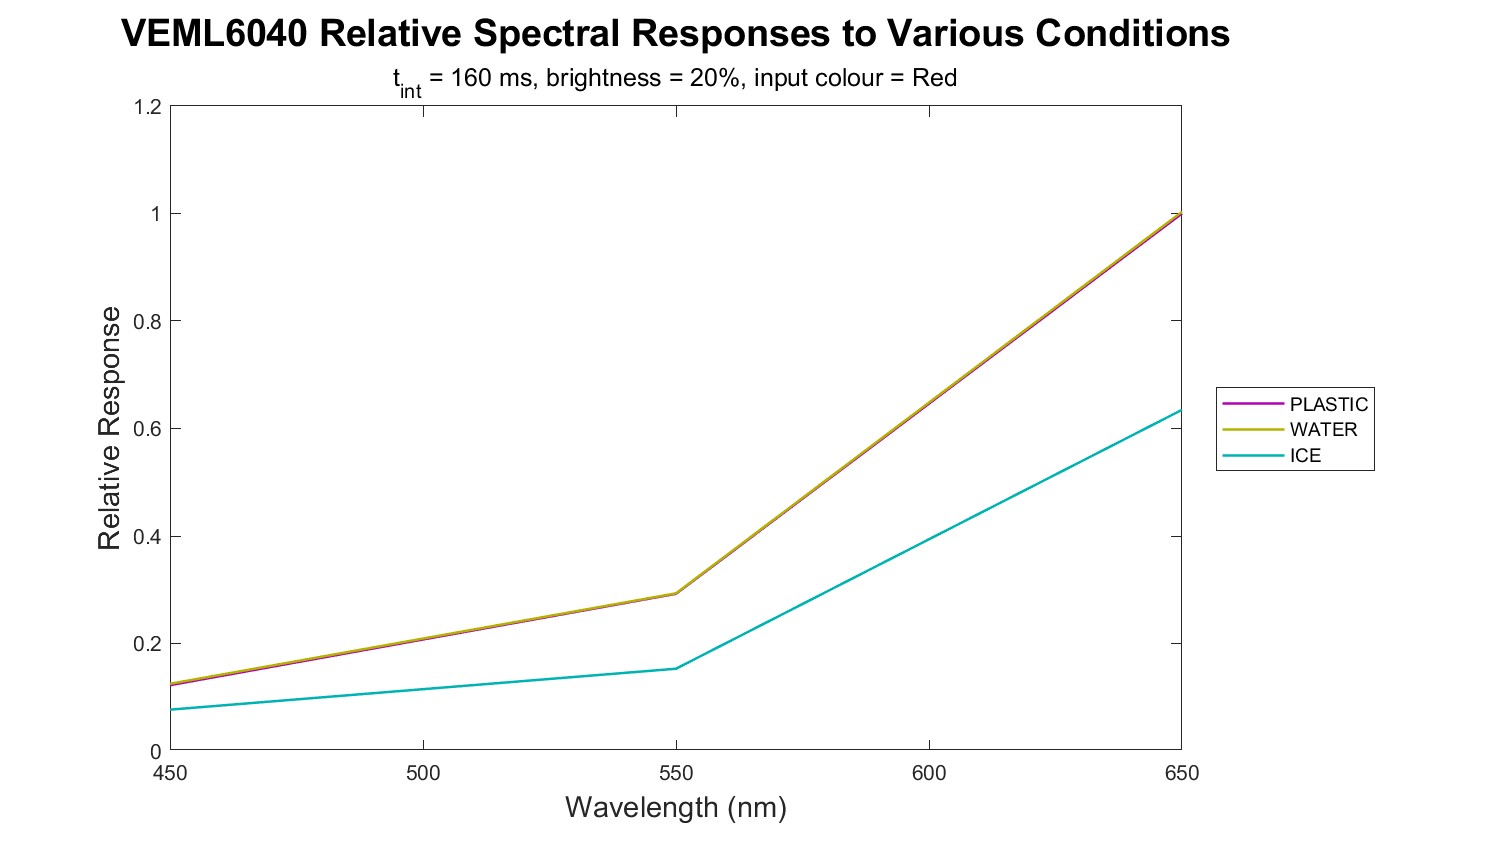 VEML6040 Relative Spectral Responses to Various Conditions
tint = 160 ms, brightness = 20%, input colour = Red
1.2
1
0.8
0.6
0.4
0.2
0
Relative Response
450
500
550
600
650
Wavelength (nm)
PLASTIC
WATER
ICE